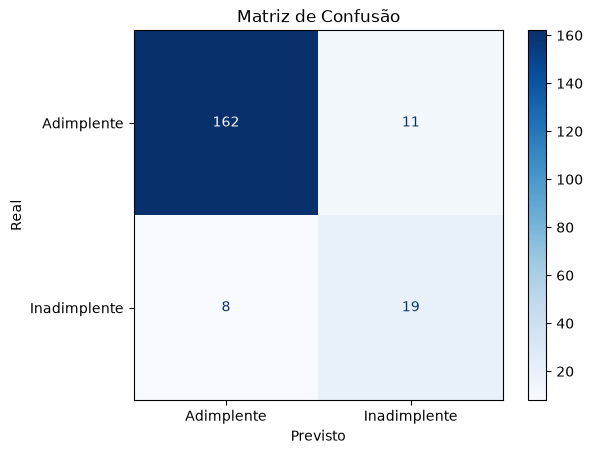 Matriz de Confusão
Real
Adimplente
162
11
Inadimplente
8
19
Adimplente
Inadimplente
Previsto
160
140
120
100
80
60
40
20